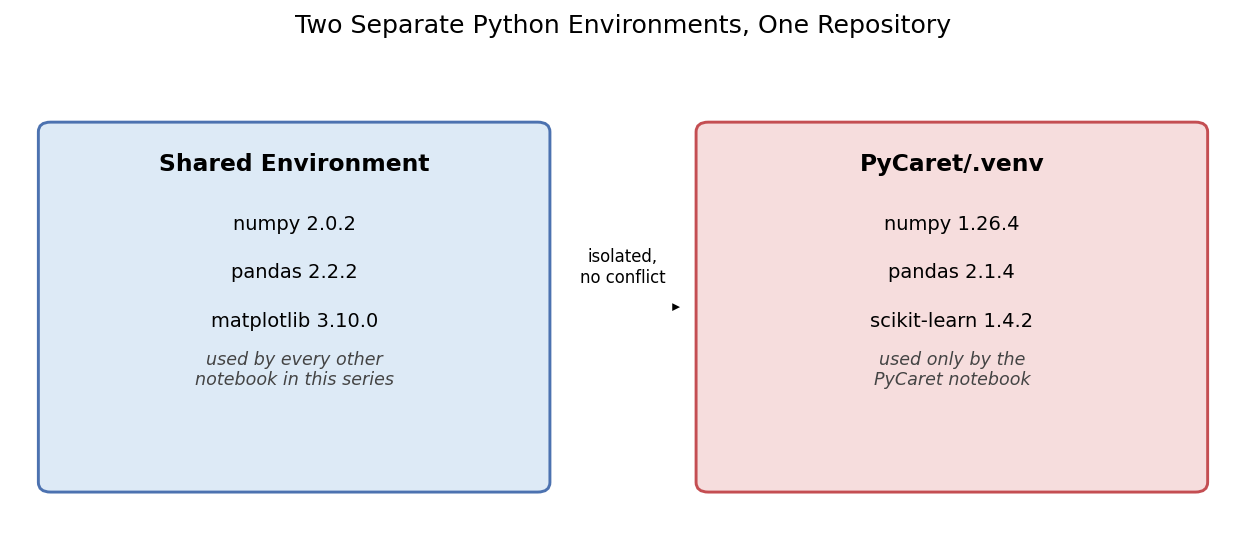 Two Separate Python Environments, One Repository
Shared Environment
numpy 2.0.2
pandas 2.2.2
matplotlib 3.10.0
used by every other
notebook in this series
isolated,
no conflict
PyCaret/.venv
numpy 1.26.4
pandas 2.1.4
scikit-learn 1.4.2
used only by the
PyCaret notebook